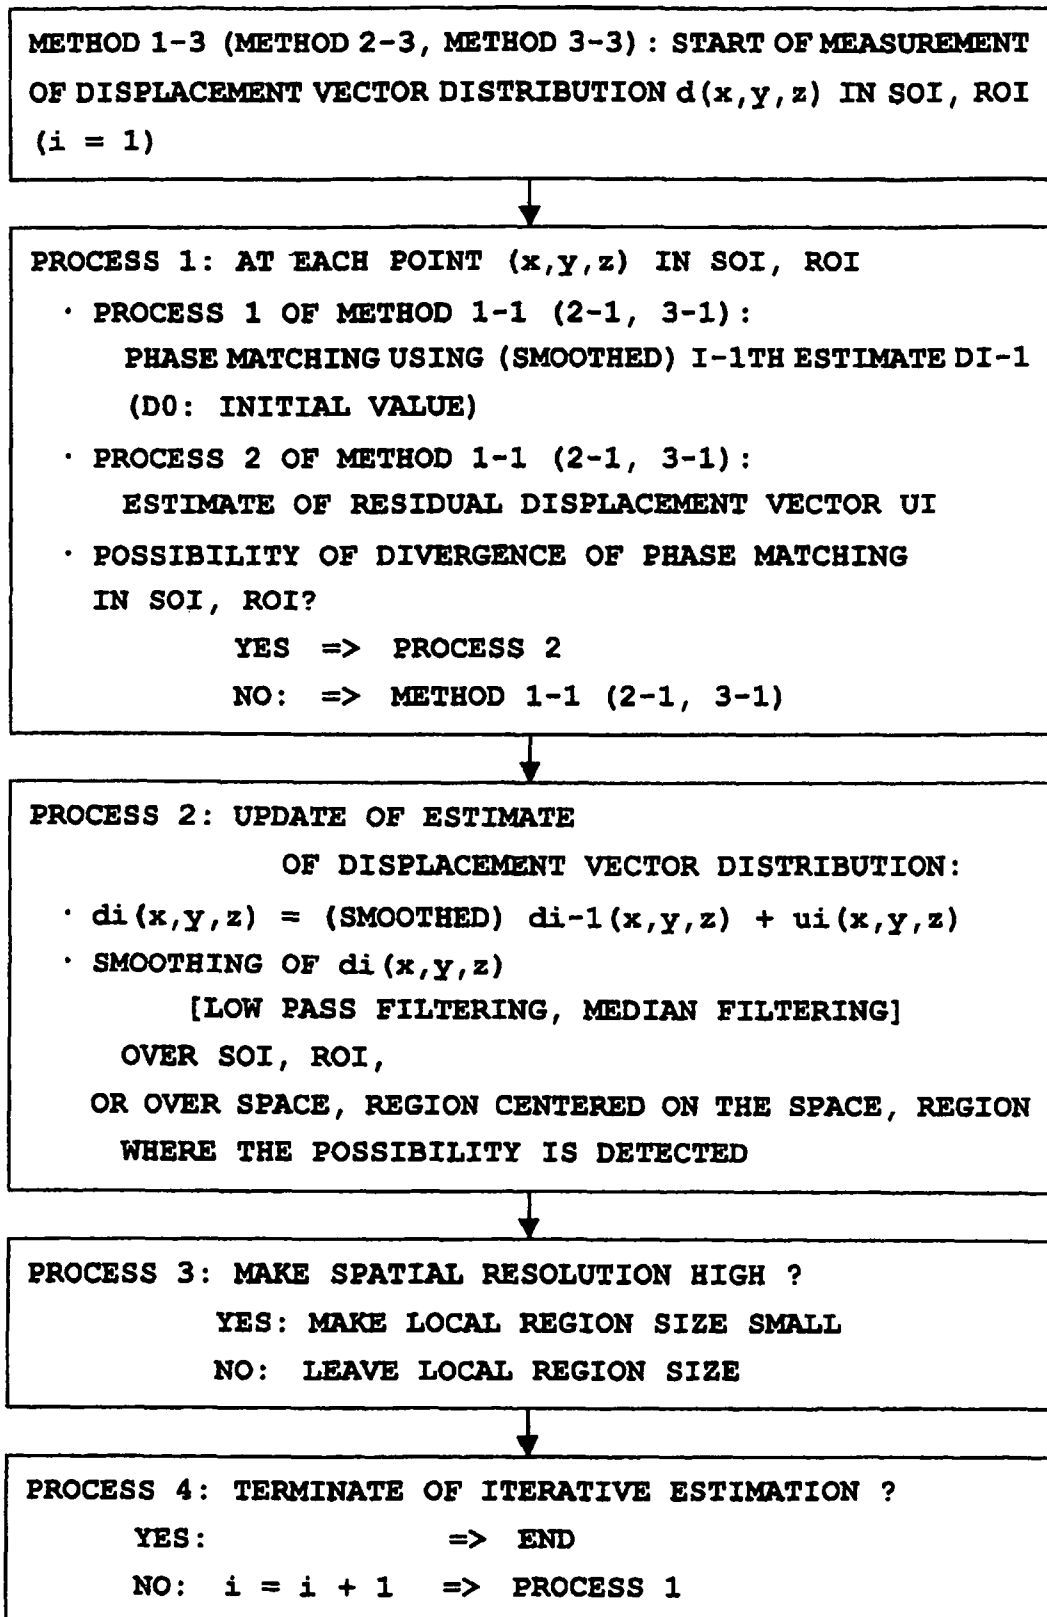 METHOD 1-3 (METHOD 2-3, METHOD 3-3) : START OF MEASUREMENT
OF DISPLACEMENT VECTOR DISTRIBUTION d(x,y,z) IN SOI, ROI
(i = 1)
PROCESS 1: AT EACH POINT (x,y,z) IN SOI, ROI
· PROCESS 1 OF METHOD 1-1 (2-1, 3-1):
PHASE MATCHING USING (SMOOTHED) I-1TH ESTIMATE DI-1
(D0: INITIAL VALUE)
· PROCESS 2 OF METHOD 1-1 (2-1, 3-1):
ESTIMATE OF RESIDUAL DISPLACEMENT VECTOR UI
· POSSIBILITY OF DIVERGENCE OF PHASE MATCHING
IN SOI, ROI?
YES => PROCESS 2
NO: => METHOD 1-1 (2-1, 3-1)
PROCESS 2: UPDATE OF ESTIMATE
OF DISPLACEMENT VECTOR DISTRIBUTION:
· di(x,y,z) = (SMOOTHED) di-1(x,y,z) + ui(x,y,z)
· SMOOTHING OF di(x,y,z)
[LOW PASS FILTERING, MEDIAN FILTERING]
OVER SOI, ROI,
OR OVER SPACE, REGION CENTERED ON THE SPACE, REGION
WHERE THE POSSIBILITY IS DETECTED
PROCESS 3: MAKE SPATIAL RESOLUTION HIGH ?
YES: MAKE LOCAL REGION SIZE SMALL
NO: LEAVE LOCAL REGION SIZE
PROCESS 4: TERMINATE OF ITERATIVE ESTIMATION ?
YES: => END
NO: i = i + 1 => PROCESS 1